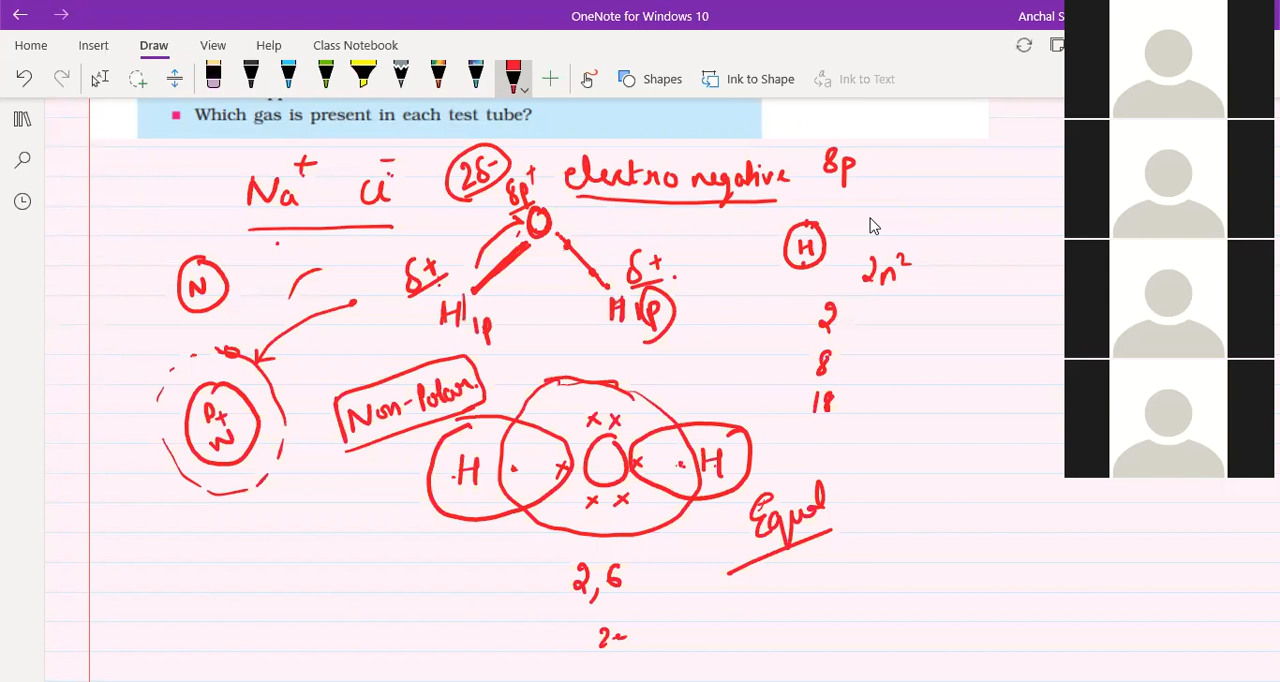 OneNote for Windows 10
Anchal S
Home Insert Draw View Help Class Notebook
Shapes Ink to Shape Ink to Text
Which gas is present in each test tube?
Na+ Cl-
2δ-
8p+
electronegative
8p
O
H
N
δ+
δ+
2n²
H 1p
H 1p
2
8
18
Non-Polar.
P+
N
H
H
Equal
2,6